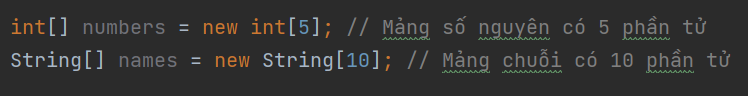 int[] numbers = new int[5]; // Mảng số nguyên có 5 phần tử
String[] names = new String[10]; // Mảng chuỗi có 10 phần tử